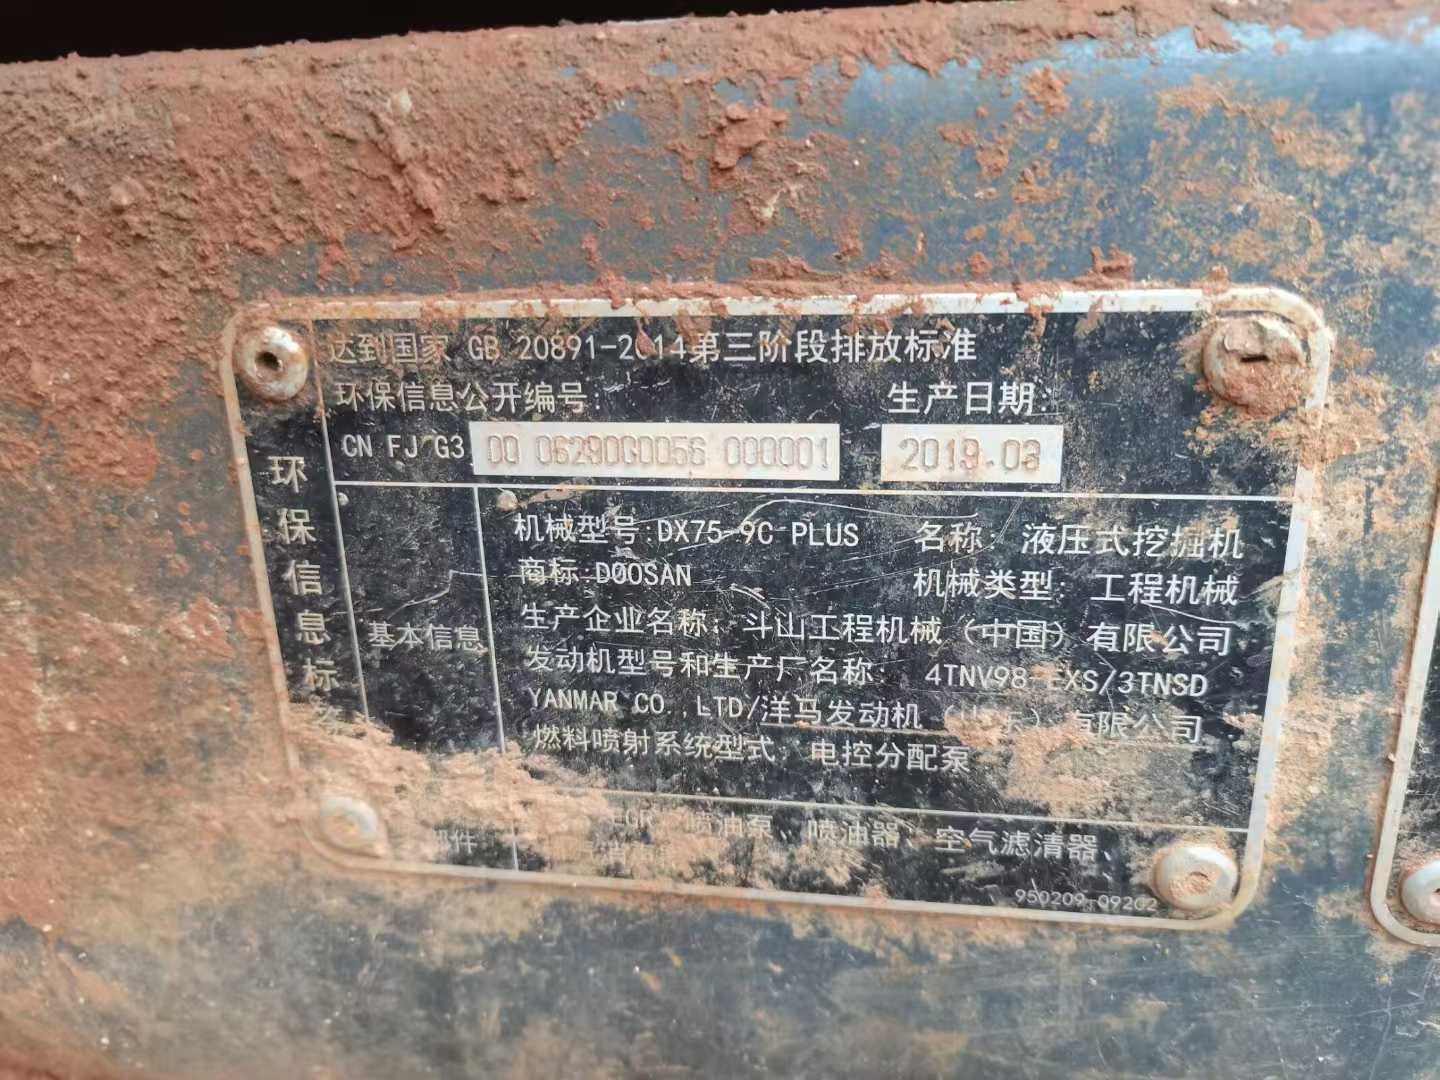 达到国家 GB 20891-2014第三阶段排放标准
环保信息公开编号: 生产日期:
CN FJ G3 00 0629000056 000001 2019.03
环保信息标
基本信息
机械型号:DX75-9C PLUS 名称: 液压式挖掘机
商标:DOOSAN 机械类型: 工程机械
生产企业名称: 斗山工程机械(中国)有限公司
发动机型号和生产厂名称: 4TNV98-EXS/3TNSD
YANMAR CO.,LTD/洋马发动机 有限公司
燃料喷射系统型式: 电控分配泵
部件 EGR、喷油泵、喷油器、空气滤清器、
950209-09202